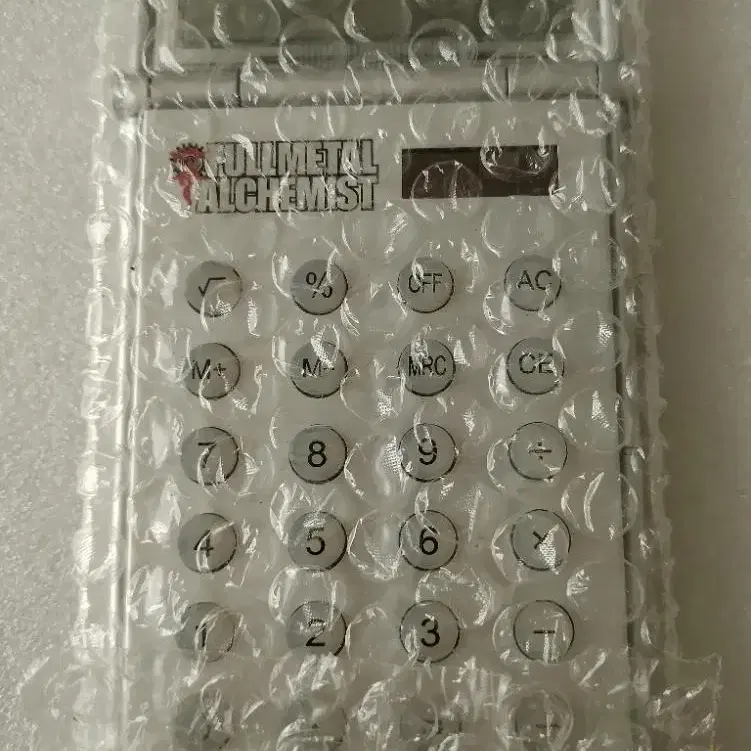 FULLMETAL
ALCHEMIST
√ % OFF AC
M+ M- MRC CE
7 8 9 ÷
4 5 6 ×
1 2 3 −